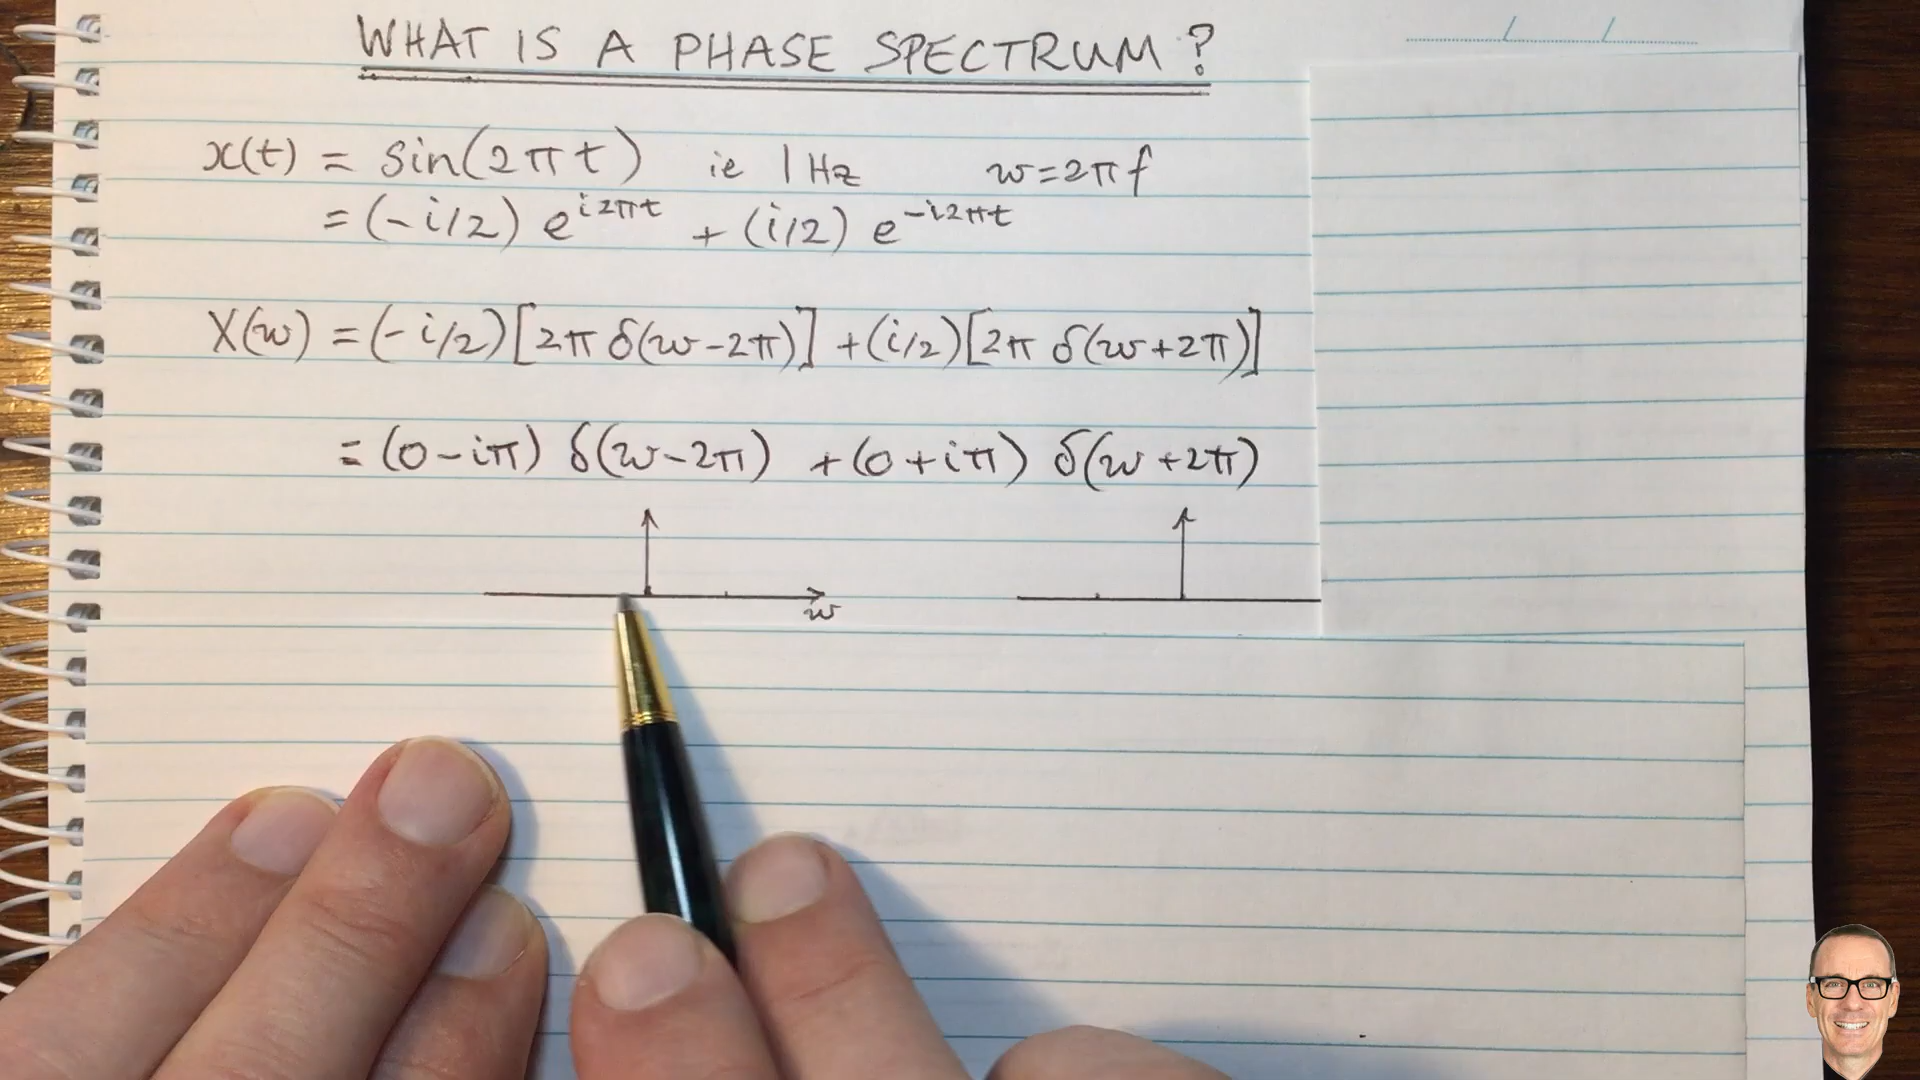 WHAT IS A PHASE SPECTRUM?
x(t) = sin(2πt) ie 1Hz w=2πf
= (-i/2) e^{i2πt} + (i/2) e^{-i2πt}
X(w) = (-i/2)[2π δ(w-2π)] + (i/2)[2π δ(w+2π)]
= (0-iπ) δ(w-2π) + (0+iπ) δ(w+2π)
w